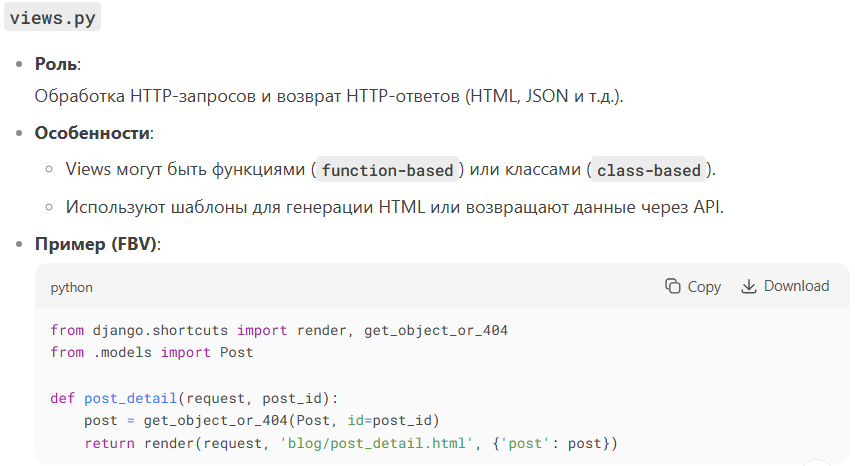 views.py
Роль:
Обработка HTTP-запросов и возврат HTTP-ответов (HTML, JSON и т.д.).
Особенности:
Views могут быть функциями (function-based) или классами (class-based).
Используют шаблоны для генерации HTML или возвращают данные через API.
Пример (FBV):
python Copy Download
from django.shortcuts import render, get_object_or_404
from .models import Post
def post_detail(request, post_id):
    post = get_object_or_404(Post, id=post_id)
    return render(request, 'blog/post_detail.html', {'post': post})